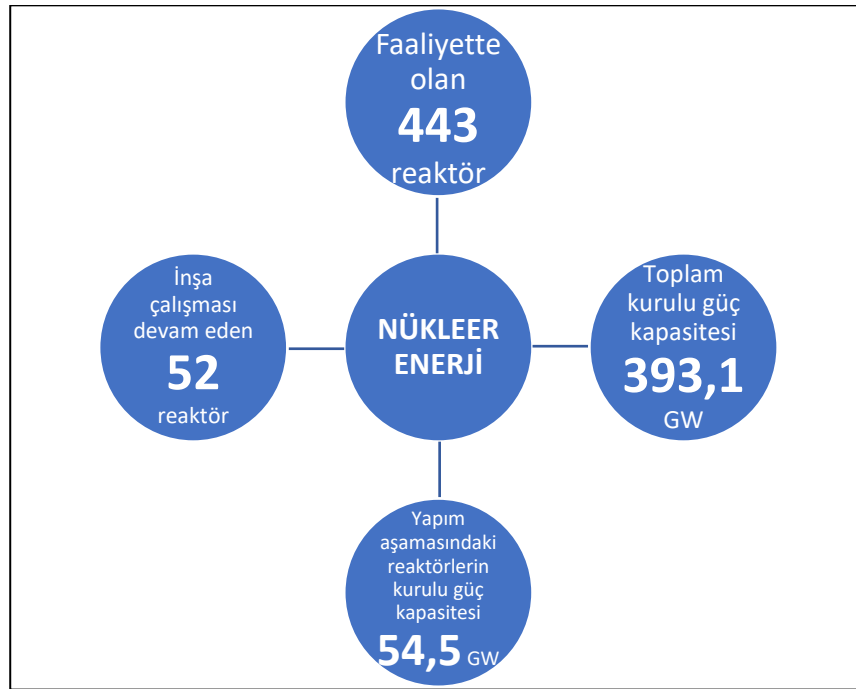 Faaliyette
olan
443
reaktör
İnşa
çalışması
devam eden
52
reaktör
NÜKLEER
ENERJİ
Toplam
kurulu güç
kapasitesi
393,1
GW
Yapım
aşamasındaki
reaktörlerin
kurulu güç
kapasitesi
54,5 GW